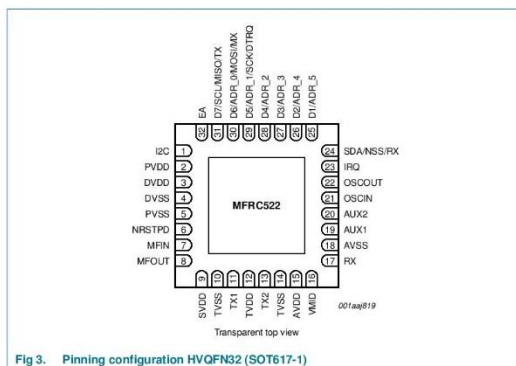 EA
D7/SCL/MISO/TX
D6/ADR_0/MOSI/MX
D5/ADR_1/SCK/DTRQ
D4/ADR_2
D3/ADR_3
D2/ADR_4
D1/ADR_5
32 31 30 29 28 27 26 25
I2C 1
PVDD 2
DVDD 3
DVSS 4
PVSS 5
NRSTPD 6
MFIN 7
MFOUT 8
MFRC522
24 SDA/NSS/RX
23 IRQ
22 OSCOUT
21 OSCIN
20 AUX2
19 AUX1
18 AVSS
17 RX
9 10 11 12 13 14 15 16
SVDD
TVSS
TX1
TVDD
TX2
TVSS
AVDD
VMID
001aaj819
Transparent top view
Fig 3. Pinning configuration HVQFN32 (SOT617-1)